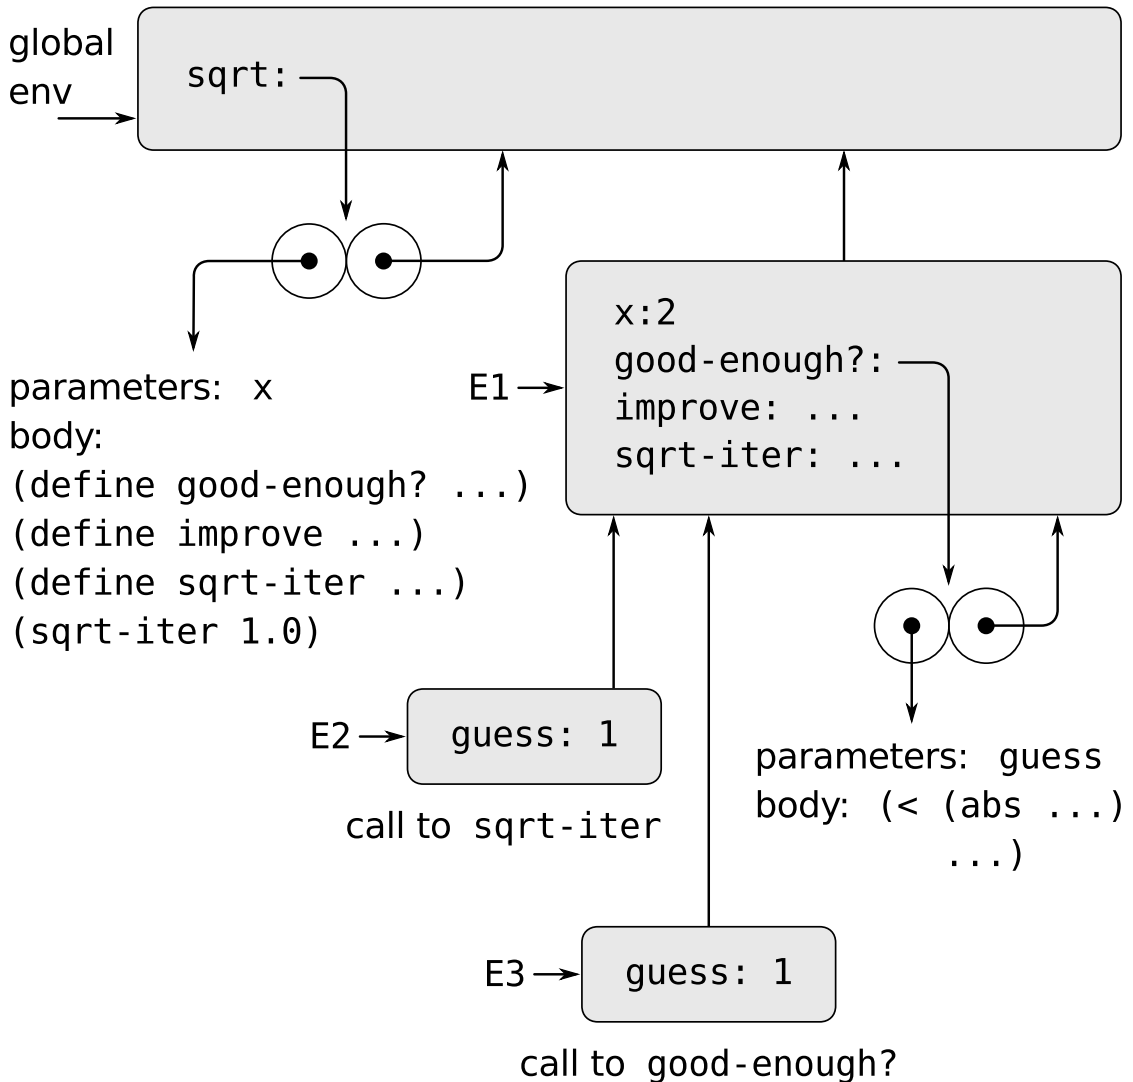 global
env
sqrt:
x:2
good-enough?:
improve: ...
sqrt-iter: ...
E1
parameters: x
body:
(define good-enough? ...)
(define improve ...)
(define sqrt-iter ...)
(sqrt-iter 1.0)
E2
guess: 1
call to sqrt-iter
parameters: guess
body: (< (abs ...)
...)
E3
guess: 1
call to good-enough?